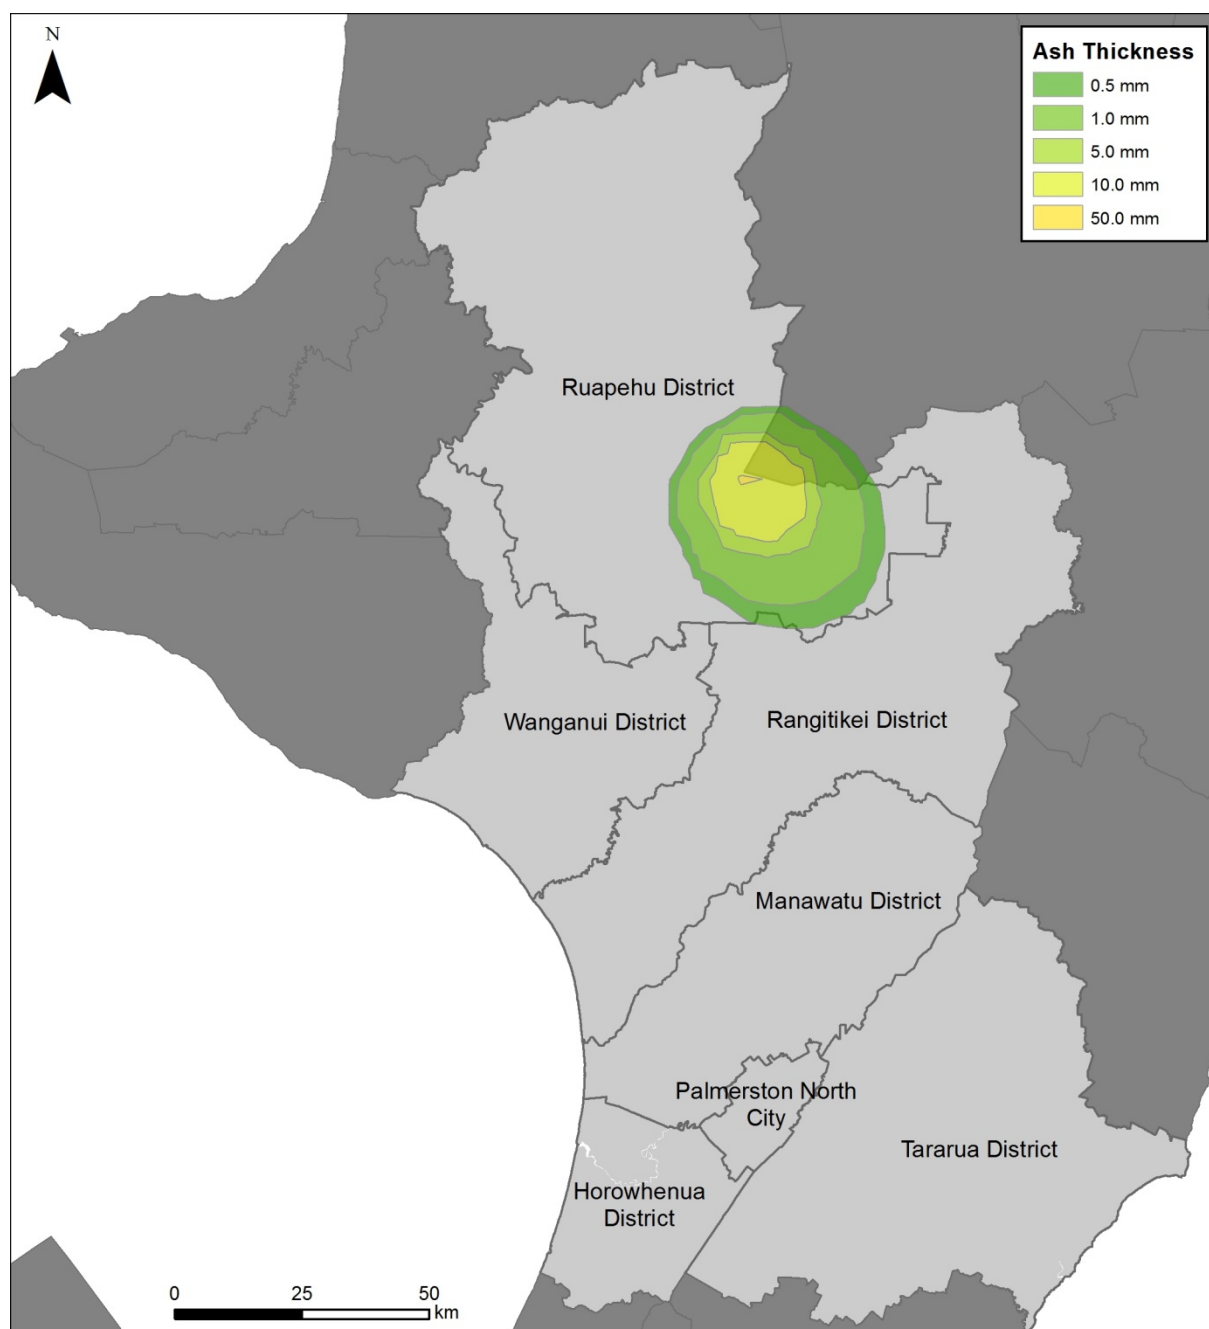 N
Ash Thickness
0.5 mm
1.0 mm
5.0 mm
10.0 mm
50.0 mm
Ruapehu District
Wanganui District
Rangitikei District
Manawatu District
Palmerston North
City
Tararua District
Horowhenua
District
0 25 50
km